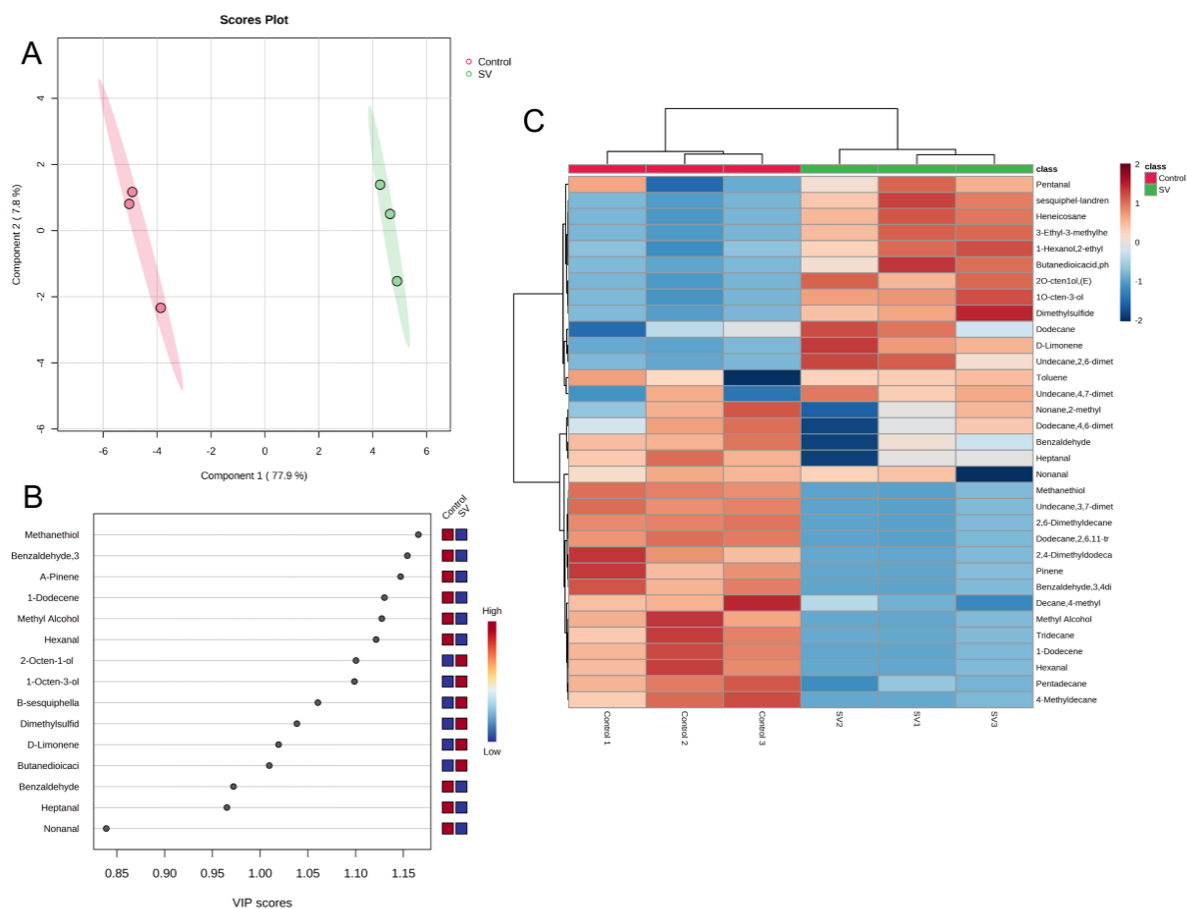 Scores Plot
A
Control
SV
Component 2 ( 7.8 %)
4
2
0
-2
-4
-6
-6
-4
-2
0
2
4
6
Component 1 ( 77.9 %)
B
Control
SV
Methanethiol
Benzaldehyde,3
A-Pinene
1-Dodecene
Methyl Alcohol
Hexanal
2-Octen-1-ol
1-Octen-3-ol
B-sesquiphella
Dimethylsulfid
D-Limonene
Butanedioicaci
Benzaldehyde
Heptanal
Nonanal
High
Low
0.85
0.90
0.95
1.00
1.05
1.10
1.15
VIP scores
C
class
Pentanal
sesquiphel-landren
Heneicosane
3-Ethyl-3-methylhe
1-Hexanol,2-ethyl
Butanedioicacid,ph
2O-cten1ol,(E)
1O-cten-3-ol
Dimethylsulfide
Dodecane
D-Limonene
Undecane,2,6-dimet
Toluene
Undecane,4,7-dimet
Nonane,2-methyl
Dodecane,4,6-dimet
Benzaldehyde
Heptanal
Nonanal
Methanethiol
Undecane,3,7-dimet
2,6-Dimethyldecane
Dodecane,2,6,11-tr
2,4-Dimethyldodeca
Pinene
Benzaldehyde,3,4di
Decane,4-methyl
Methyl Alcohol
Tridecane
1-Dodecene
Hexanal
Pentadecane
4-Methyldecane
Control 1
Control 2
Control 3
SV2
SV1
SV3
2
1
0
-1
-2
class
Control
SV